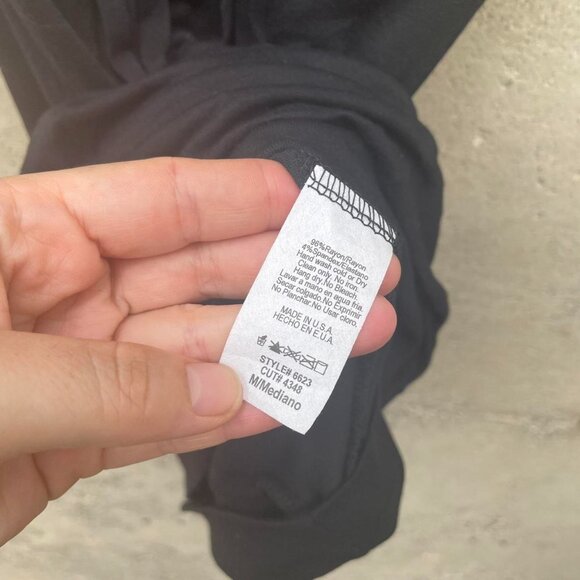 96%Rayon/Rayon
4%Spandex/Elasteno
Hand wash cold or Dry
Clean only. No iron.
Hang dry. No Bleach.
Lavar a mano en agua fria
Secar colgado. No Exprimir
No Planchar. No Usar cloro.
MADE IN U.S.A.
HECHO EN E.U.A.
STYLE# 6623
CUT# 4348
M/Mediano